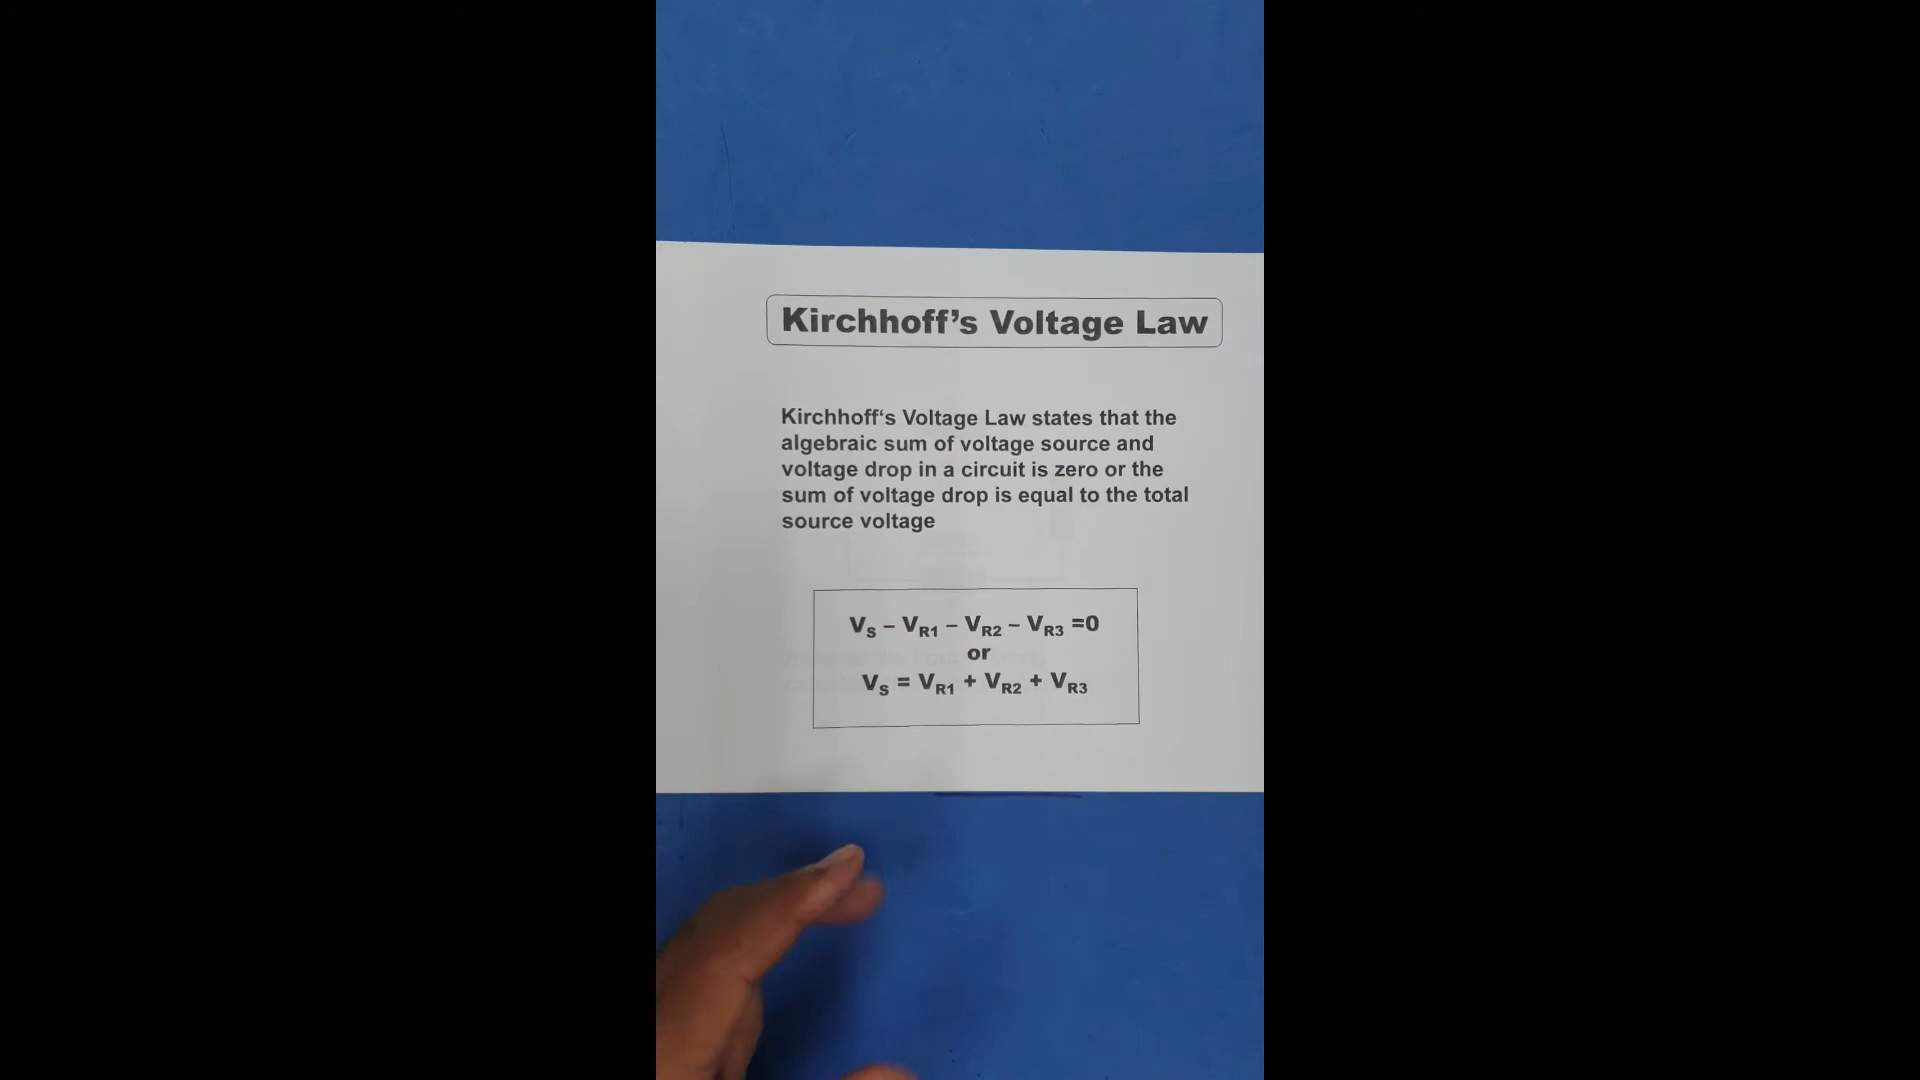 Kirchhoff’s Voltage Law
Kirchhoff‘s Voltage Law states that the
algebraic sum of voltage source and
voltage drop in a circuit is zero or the
sum of voltage drop is equal to the total
source voltage
VS – VR1 – VR2 – VR3 =0
or
VS = VR1 + VR2 + VR3